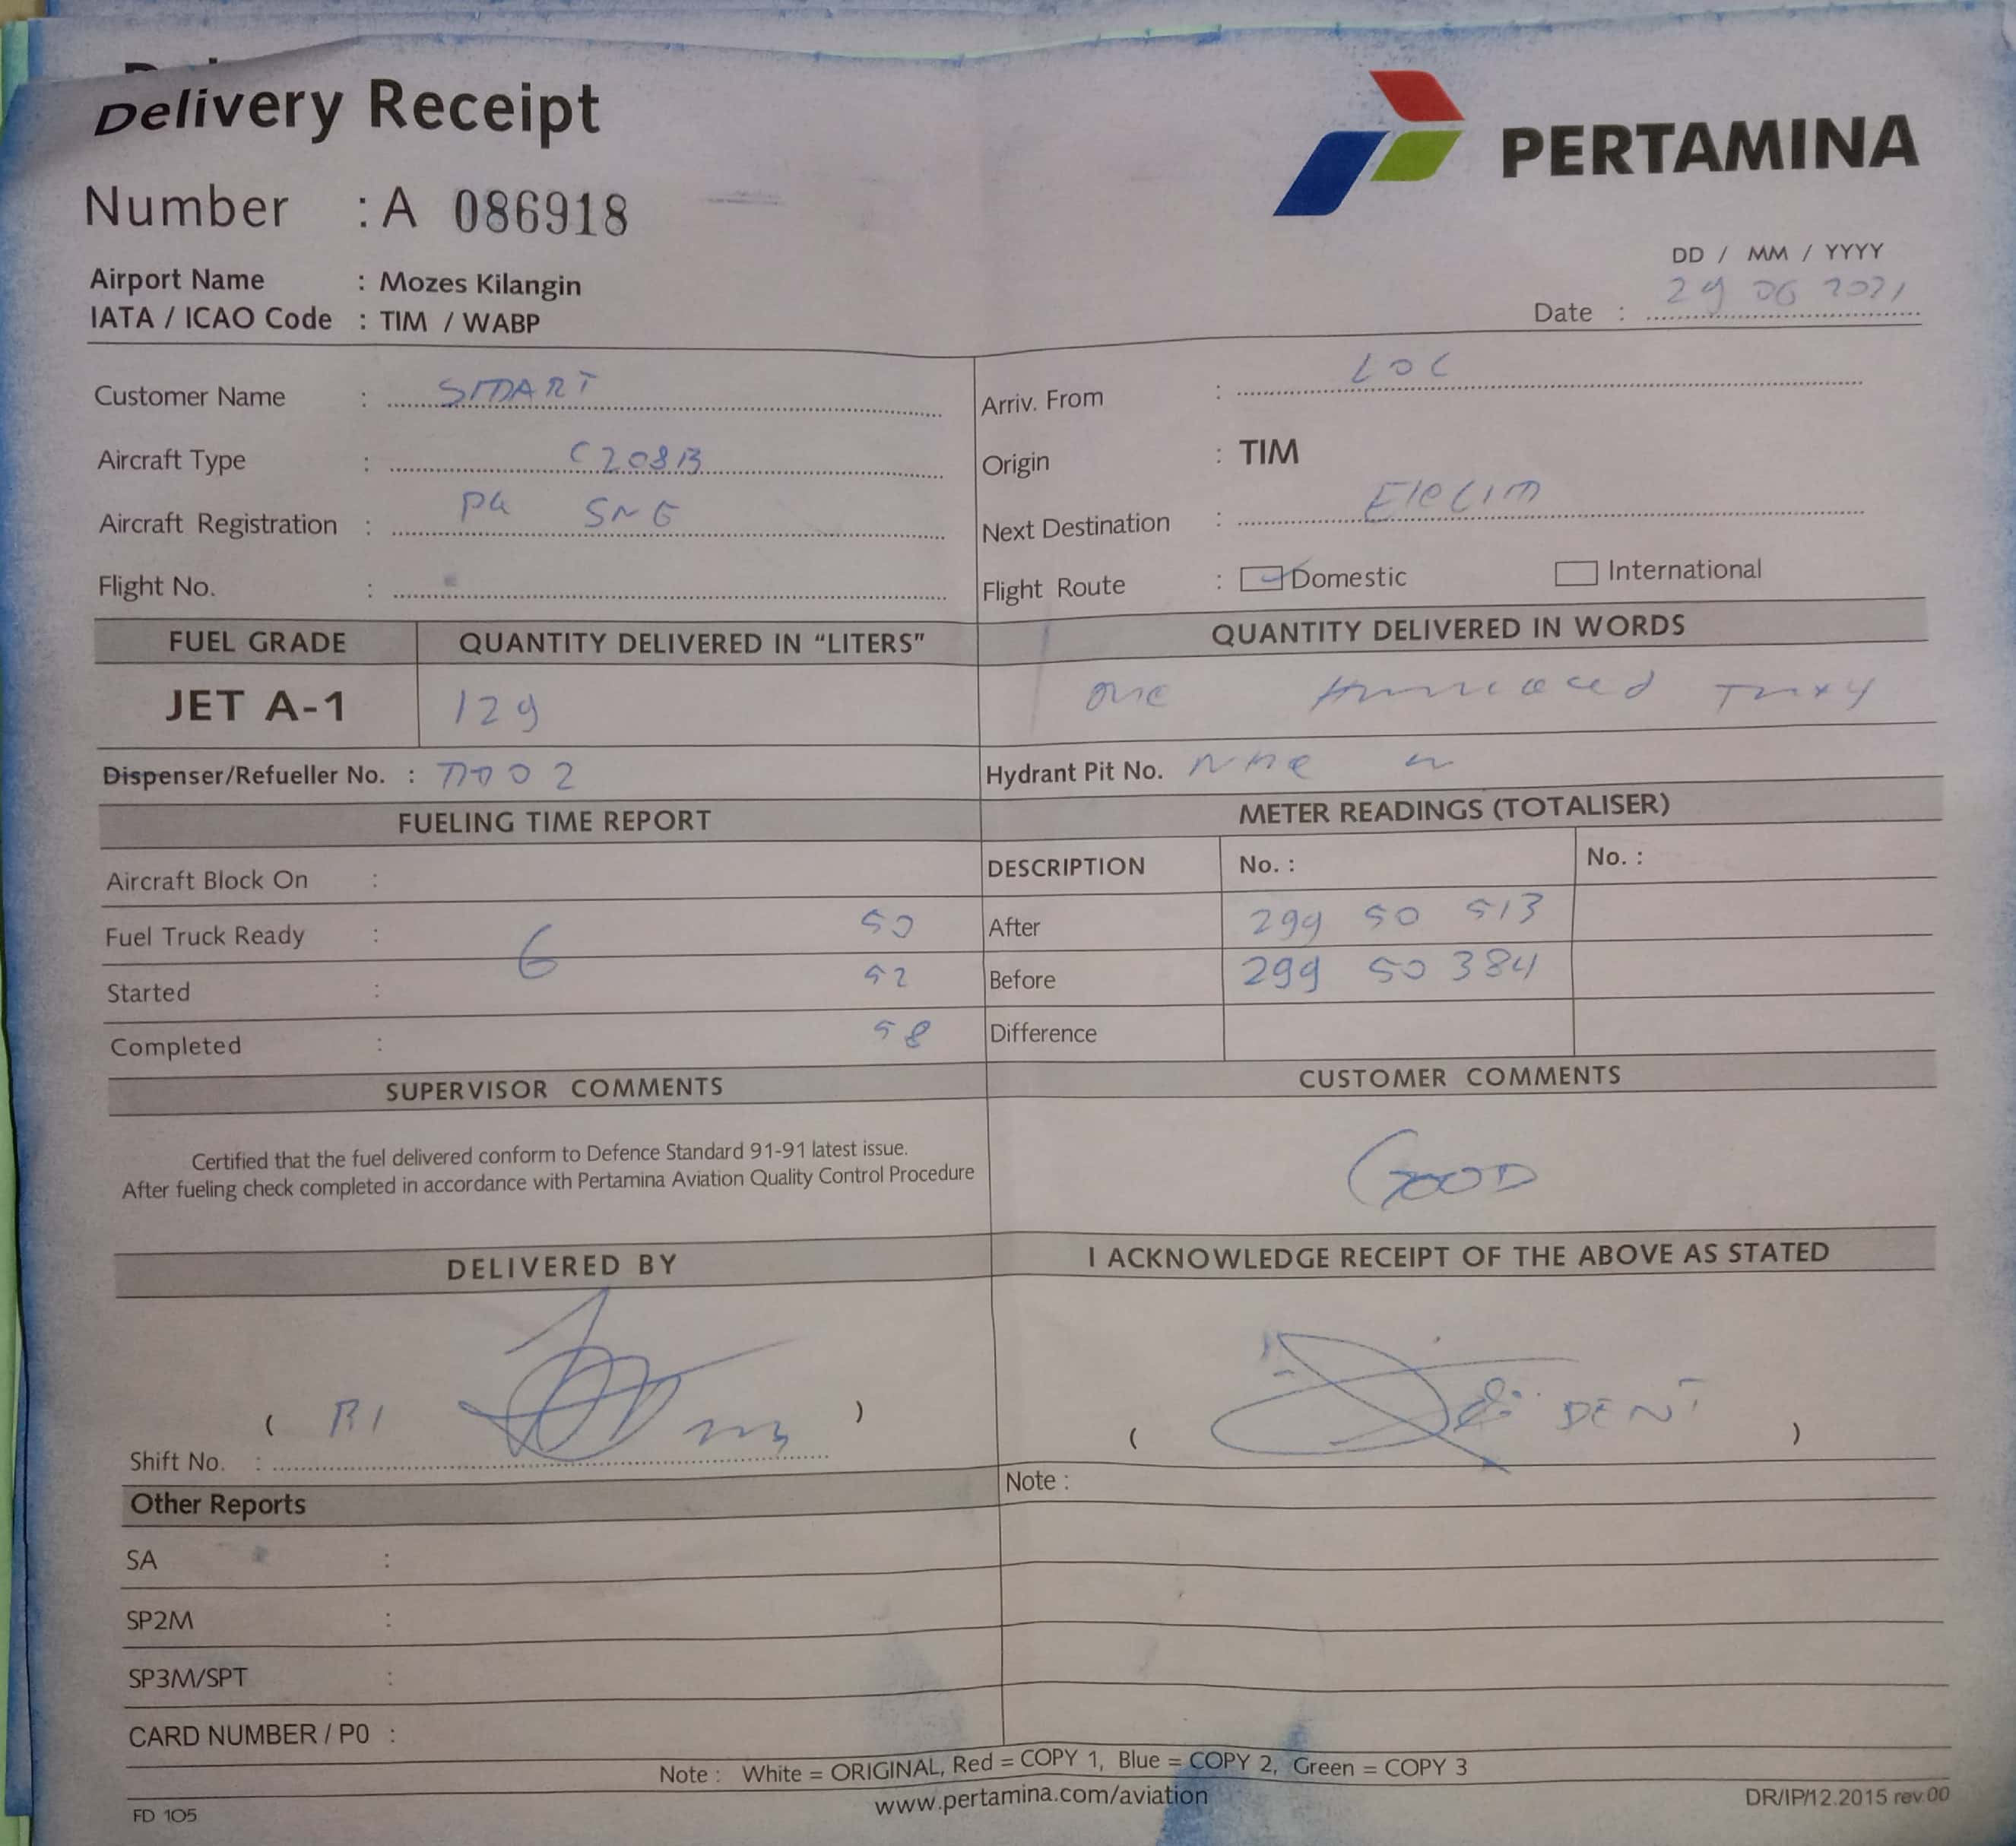 Delivery Receipt
PERTAMINA
Number : A 086918
Airport Name : Mozes Kilangin
IATA / ICAO Code : TIM / WABP
DD / MM / YYYY
Date : 29 06 2021
Customer Name : SMART
Arriv. From : LOC
Aircraft Type : C208B
Origin : TIM
Aircraft Registration : PK SNG
Next Destination :
Flight No. :
Flight Route : Domestic International
FUEL GRADE QUANTITY DELIVERED IN “LITERS” QUANTITY DELIVERED IN WORDS
JET A-1 129 one
Dispenser/Refueller No. :
Hydrant Pit No.
FUELING TIME REPORT METER READINGS (TOTALISER)
Aircraft Block On :
DESCRIPTION No. : No. :
Fuel Truck Ready : 6 50
After 299 50 513
Started : 52
Before 299 50 384
Completed : 58
Difference
SUPERVISOR COMMENTS CUSTOMER COMMENTS
Certified that the fuel delivered conform to Defence Standard 91-91 latest issue.
After fueling check completed in accordance with Pertamina Aviation Quality Control Procedure
GOOD
DELIVERED BY I ACKNOWLEDGE RECEIPT OF THE ABOVE AS STATED
( )
( DENI )
Shift No. :
Note :
Other Reports
SA :
SP2M :
SP3M/SPT :
CARD NUMBER / P0 :
Note : White = ORIGINAL, Red = COPY 1, Blue = COPY 2, Green = COPY 3
FD 105 www.pertamina.com/aviation DR/IP/12.2015 rev.00